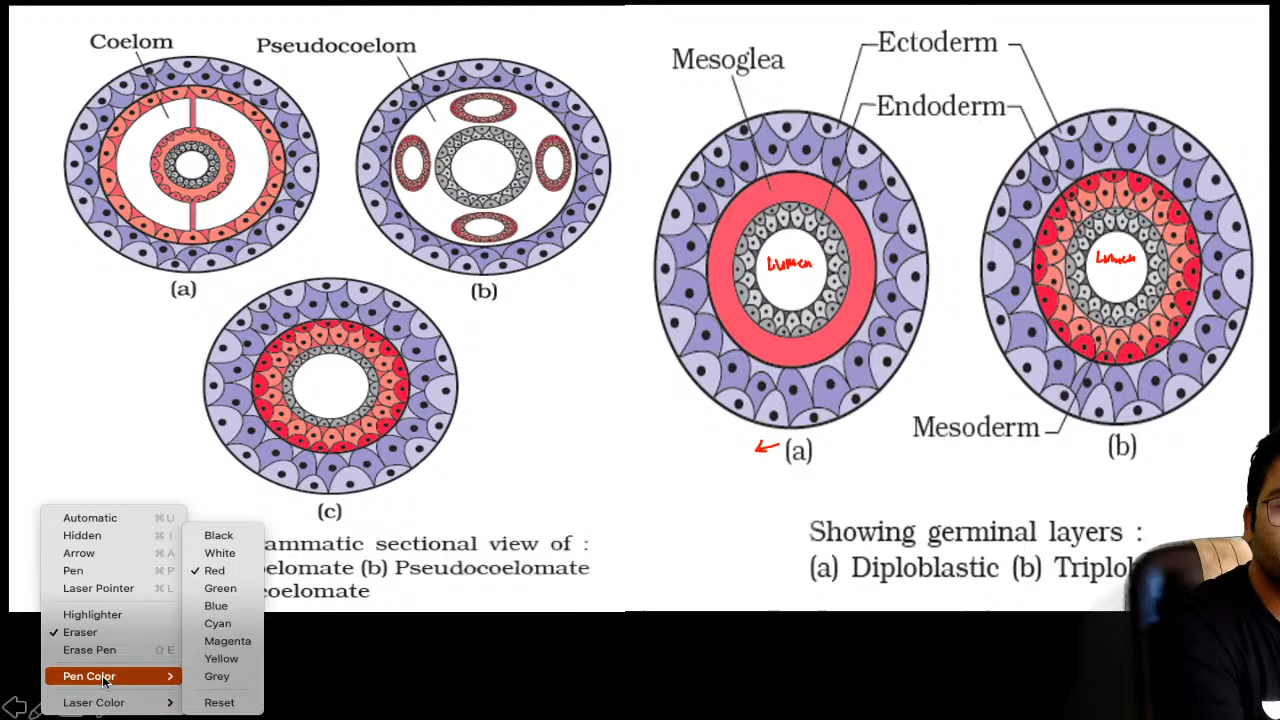 Coelom
Pseudocoelom
(a)
(b)
(c)
ammatic sectional view of :
elomate (b) Pseudocoelomate
coelomate
Mesoglea
Ectoderm
Endoderm
Lumen
Lumen
Mesoderm
(a)
(b)
Showing germinal layers :
(a) Diploblastic (b) Triplo
Automatic ⌘ U
Hidden ⌘ I
Arrow ⌘ A
Pen ⌘ P
Laser Pointer ⌘ L
Highlighter
✓ Eraser
Erase Pen ⇧ E
Pen Color >
Laser Color >
Black
White
✓ Red
Green
Blue
Cyan
Magenta
Yellow
Grey
Reset